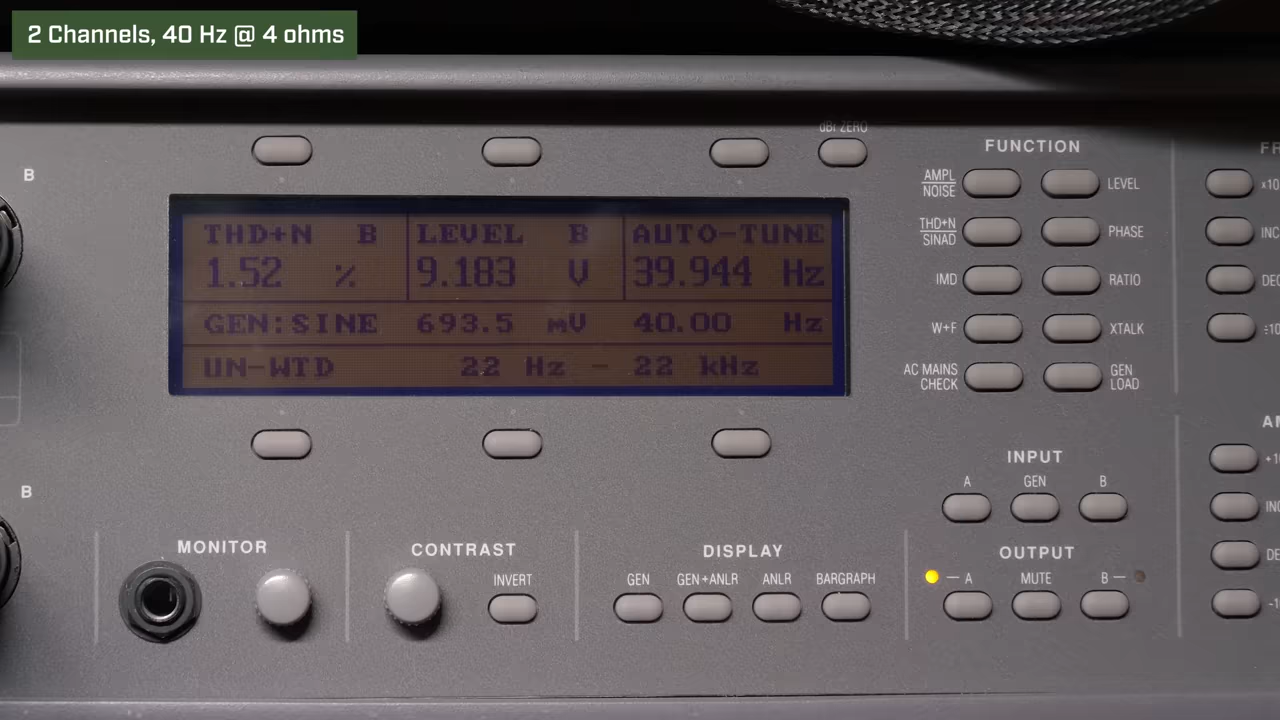 2 Channels, 40 Hz @ 4 ohms
dBr ZERO
FUNCTION
B
AMPL
NOISE
LEVEL
x10
THD+N B LEVEL B AUTO-TUNE
1.52 % 9.183 V 39.944 Hz
GEN:SINE 693.5 mV 40.00 Hz
UN-WTD 22 Hz - 22 kHz
THD+N
SINAD
PHASE
IMD
RATIO
W+F
XTALK
÷10
AC MAINS
CHECK
GEN
LOAD
INPUT
A GEN B
B
MONITOR
CONTRAST
INVERT
DISPLAY
GEN GEN+ANLR ANLR BARGRAPH
OUTPUT
A MUTE B